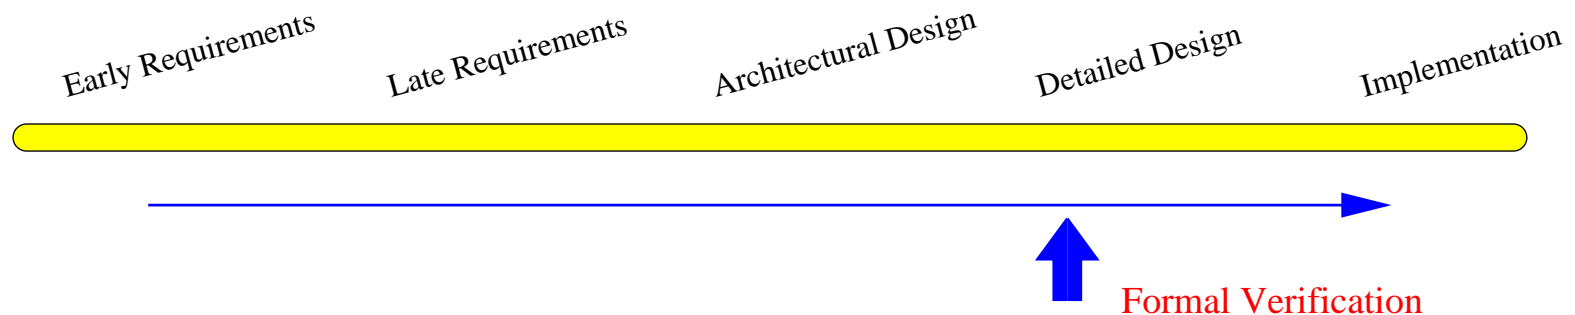 Early Requirements
Late Requirements
Architectural Design
Detailed Design
Implementation
Formal Verification